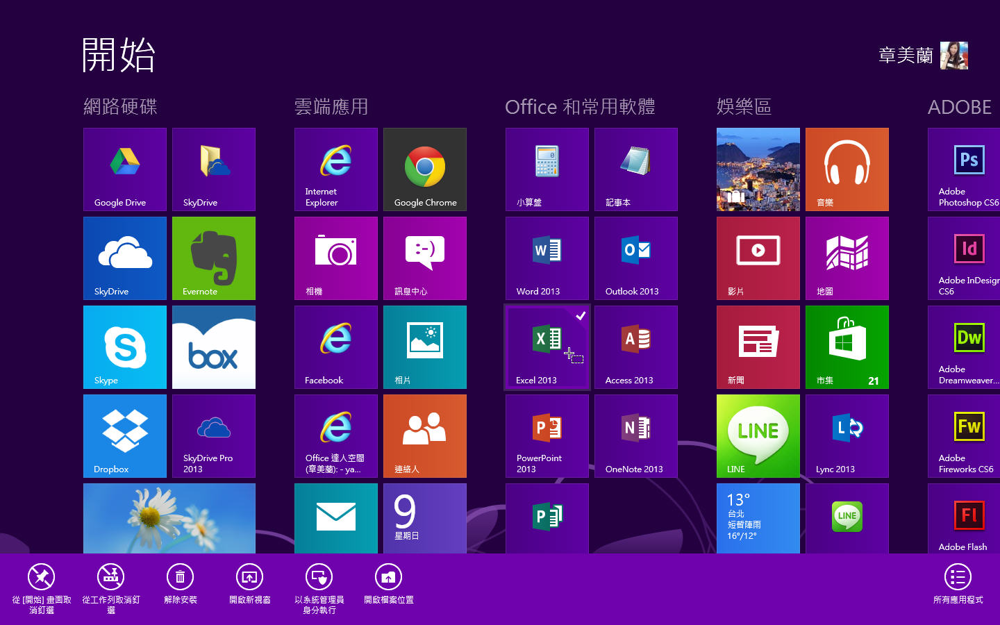 開始
章美蘭
網路硬碟
Google Drive
SkyDrive
SkyDrive
Evernote
Skype
box
Dropbox
SkyDrive Pro
2013
雲端應用
Internet
Explorer
Google Chrome
相機
:-)
訊息中心
Facebook
相片
Office 達人空間
(章美蘭): - ya...
連絡人
9
星期日
Office 和常用軟體
0
小算盤
記事本
W
Word 2013
O
Outlook 2013
X
Excel 2013
A
Access 2013
P
PowerPoint
2013
N
OneNote 2013
P
娛樂區
音樂
影片
地圖
新聞
市集
21
LINE
LINE
L
Lync 2013
13°
台北
短暫陣雨
16°/12°
LINE
ADOBE
Ps
Adobe
Photoshop CS6
Id
Adobe InDesign
CS6
Dw
Adobe
Dreamweaver...
Fw
Adobe
Fireworks CS6
Fl
Adobe Flash
從 [開始] 畫面取
消釘選
從工作列取消釘
選
解除安裝
開啟新視窗
以系統管理員
身分執行
開啟檔案位置
所有應用程式